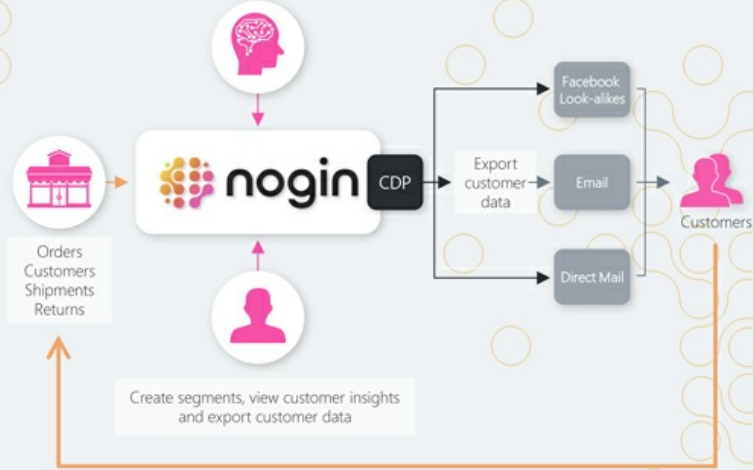 nogin
CDP
Orders
Customers
Shipments
Returns
Create segments, view customer insights
and export customer data
Export
customer
data
Facebook
Look-alikes
Email
Direct Mail
Customers